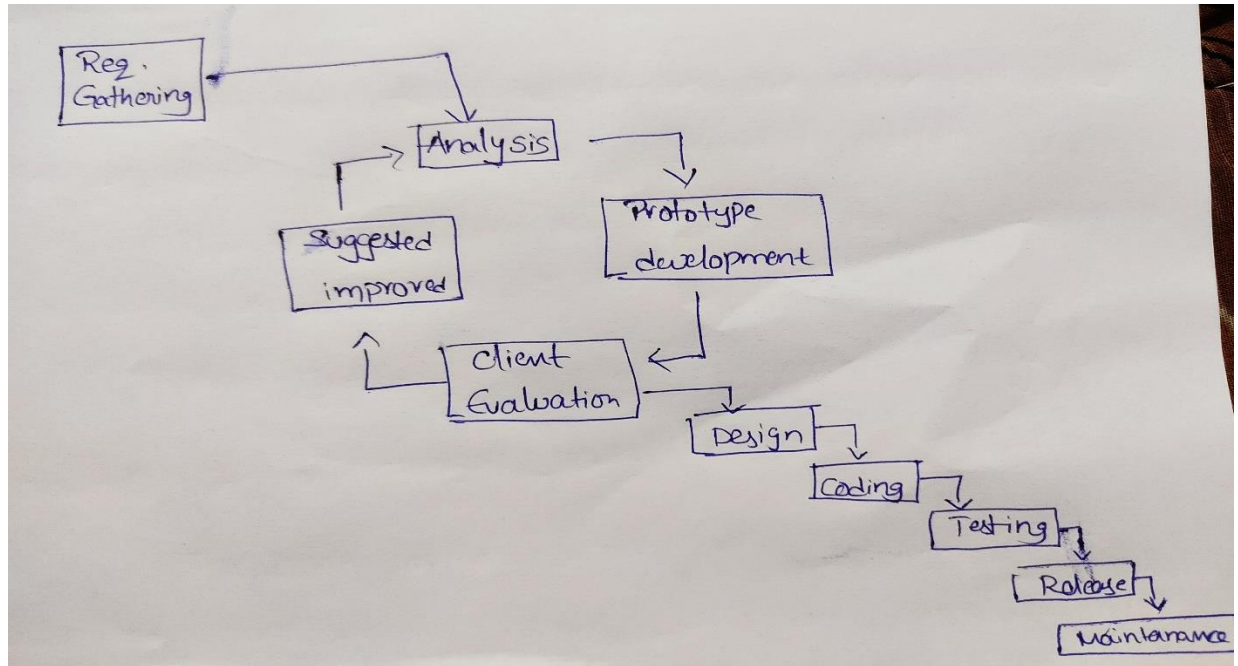 Req.
Gathering
Analysis
Prototype
development
Suggested
improved
Client
Evaluation
Design
Coding
Testing
Release
Maintenance